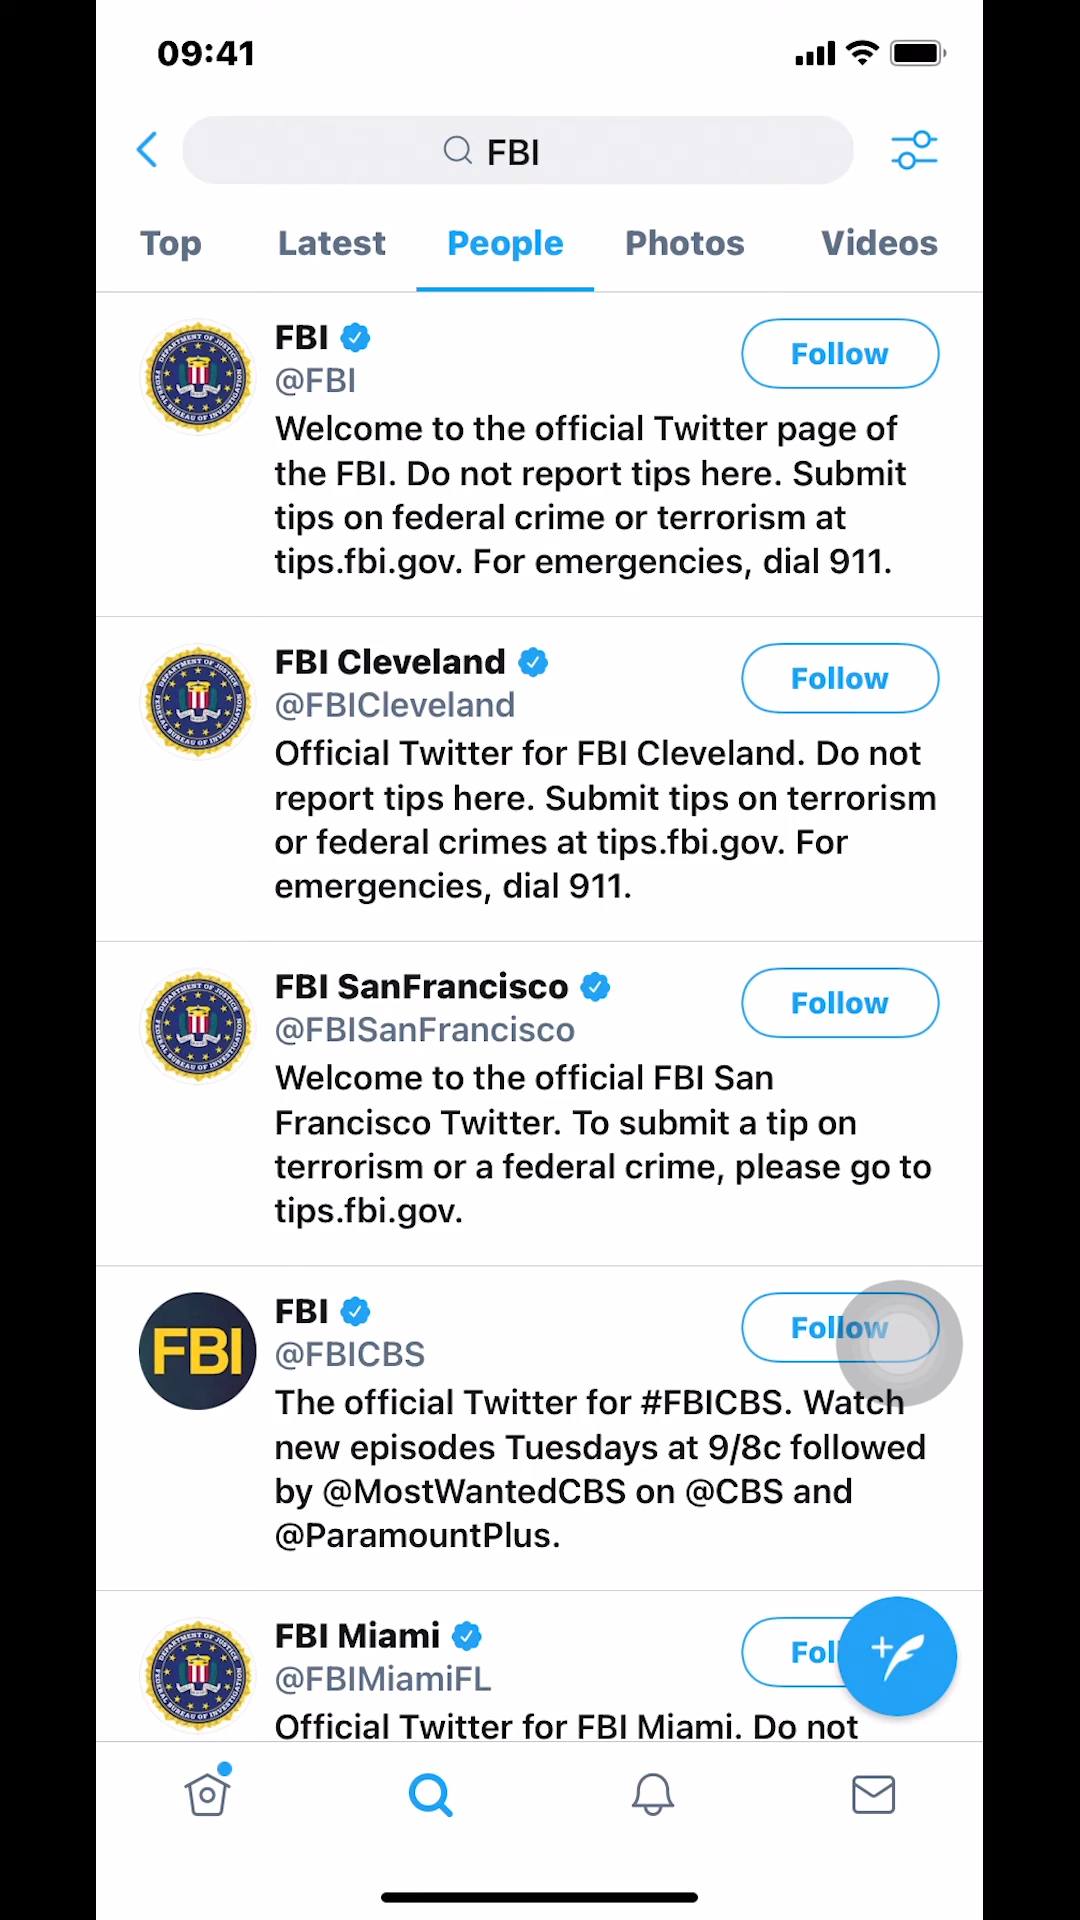 09:41
FBI
Top Latest People Photos Videos
FBI
Follow
@FBI
Welcome to the official Twitter page of
the FBI. Do not report tips here. Submit
tips on federal crime or terrorism at
tips.fbi.gov. For emergencies, dial 911.
FBI Cleveland
Follow
@FBICleveland
Official Twitter for FBI Cleveland. Do not
report tips here. Submit tips on terrorism
or federal crimes at tips.fbi.gov. For
emergencies, dial 911.
FBI SanFrancisco
Follow
@FBISanFrancisco
Welcome to the official FBI San
Francisco Twitter. To submit a tip on
terrorism or a federal crime, please go to
tips.fbi.gov.
FBI
FBI
Follow
@FBICBS
The official Twitter for #FBICBS. Watch
new episodes Tuesdays at 9/8c followed
by @MostWantedCBS on @CBS and
@ParamountPlus.
FBI Miami
Fol
@FBIMiamiFL
Official Twitter for FBI Miami. Do not